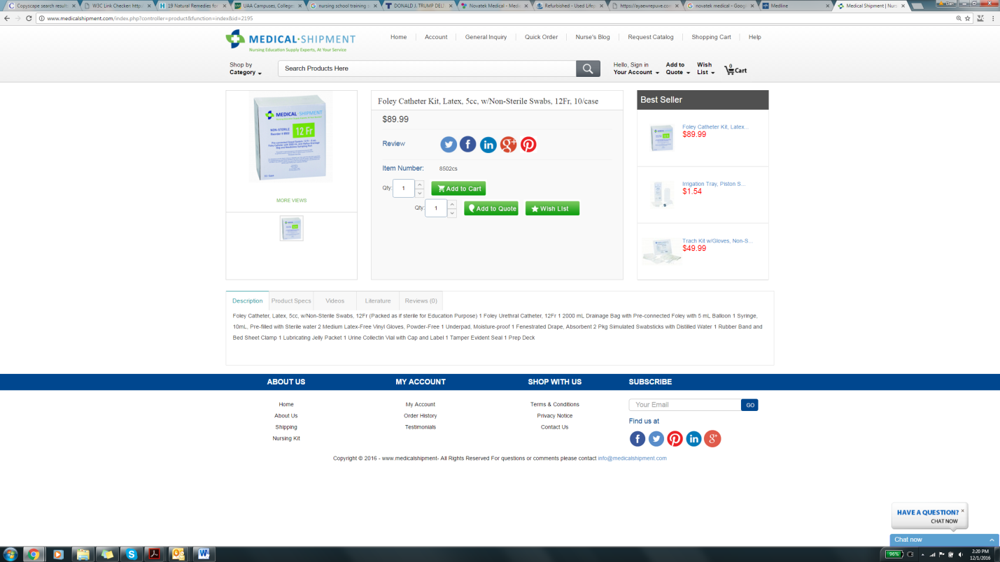 Copyscape search results
W3C Link Checker: http:
19 Natural Remedies for
UAA Campuses, Colleges
nursing school training s
DONALD J. TRUMP DELI
Novatek Medical - Medic
Refurbished - Used Lifep
https://ayaewrepuve.com
novatek medical - Goog
Medline
Medical Shipment | Nurs
Dan
www.medicalshipment.com/index.php?controller=product&function=index&id=2195
MEDICAL·SHIPMENT
Nursing Education Supply Experts, At Your Service
Home
Account
General Inquiry
Quick Order
Nurse's Blog
Request Catalog
Shopping Cart
Help
Shop by
Category
Search Products Here
Hello, Sign in
Your Account
Add to
Quote
Wish
List
0
Cart
MEDICAL SHIPMENT
NON-STERILE
12 Fr
MORE VIEWS
Foley Catheter Kit, Latex, 5cc, w/Non-Sterile Swabs, 12Fr, 10/case
$89.99
Review
Item Number: 8502cs
Qty: 1 Add to Cart
Qty: 1 Add to Quote Wish List
Best Seller
Foley Catheter Kit, Latex...
$89.99
Irrigation Tray, Piston S...
$1.54
Trach Kit w/Gloves, Non-S...
$49.99
Description
Product Specs
Videos
Literature
Reviews (0)
Foley Catheter, Latex, 5cc, w/Non-Sterile Swabs, 12Fr (Packed as if sterile for Education Purpose) 1 Foley Urethral Catheter, 12Fr 1 2000 mL Drainage Bag with Pre-connected Foley with 5 mL Balloon 1 Syringe,
10mL, Pre-filled with Sterile water 2 Medium Latex-Free Vinyl Gloves, Powder-Free 1 Underpad, Moisture-proof 1 Fenestrated Drape, Absorbent 2 Pkg Simulated Swabsticks with Distilled Water 1 Rubber Band and
Bed Sheet Clamp 1 Lubricating Jelly Packet 1 Urine Collectin Vial with Cap and Label 1 Tamper Evident Seal 1 Prep Deck
ABOUT US
MY ACCOUNT
SHOP WITH US
SUBSCRIBE
Home
About Us
Shipping
Nursing Kit
My Account
Order History
Testimonials
Terms & Conditions
Privacy Notice
Contact Us
Your Email
GO
Find us at
Copyright © 2016 - www.medicalshipment- All Rights Reserved For questions or comments please contact info@medicalshipment.com
HAVE A QUESTION?
CHAT NOW
Chat now
96%
2:20 PM
12/1/2016